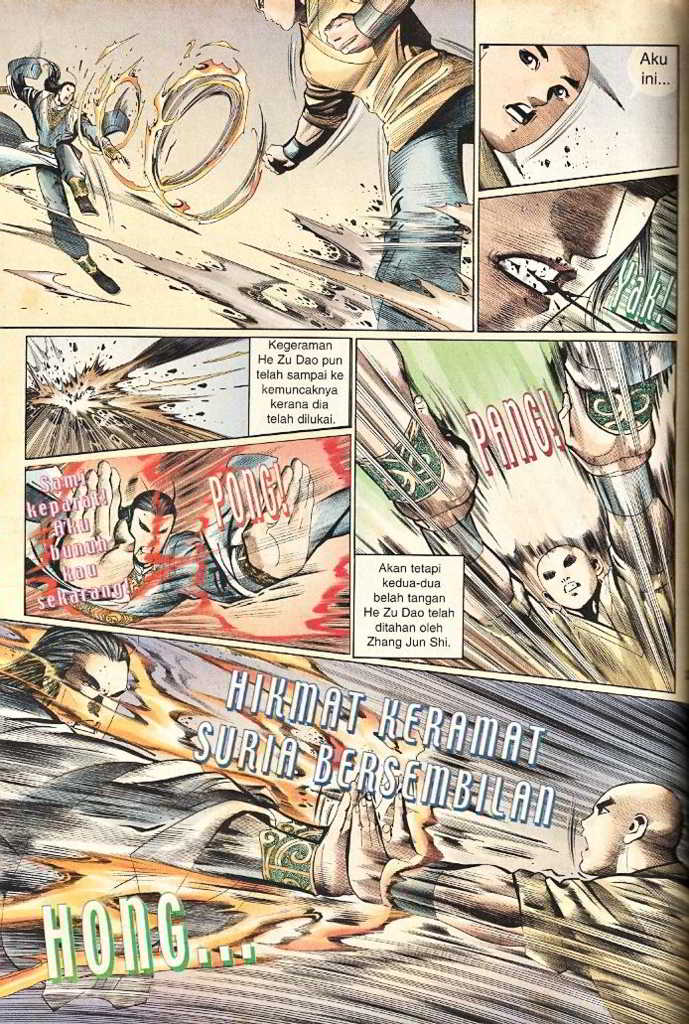 Aku
ini...
Yak!
Kegeraman
He Zu Dao pun
telah sampai ke
kemuncaknya
kerana dia
telah dilukai.
PANG!
Sami
keparat!
Aku
bunuh
kau
sekarang!
PONG!
Akan tetapi
kedua-dua
belah tangan
He Zu Dao telah
ditahan oleh
Zhang Jun Shi.
HIKMAT KERAMAT
SURIA BERSEMBILAN
HONG...